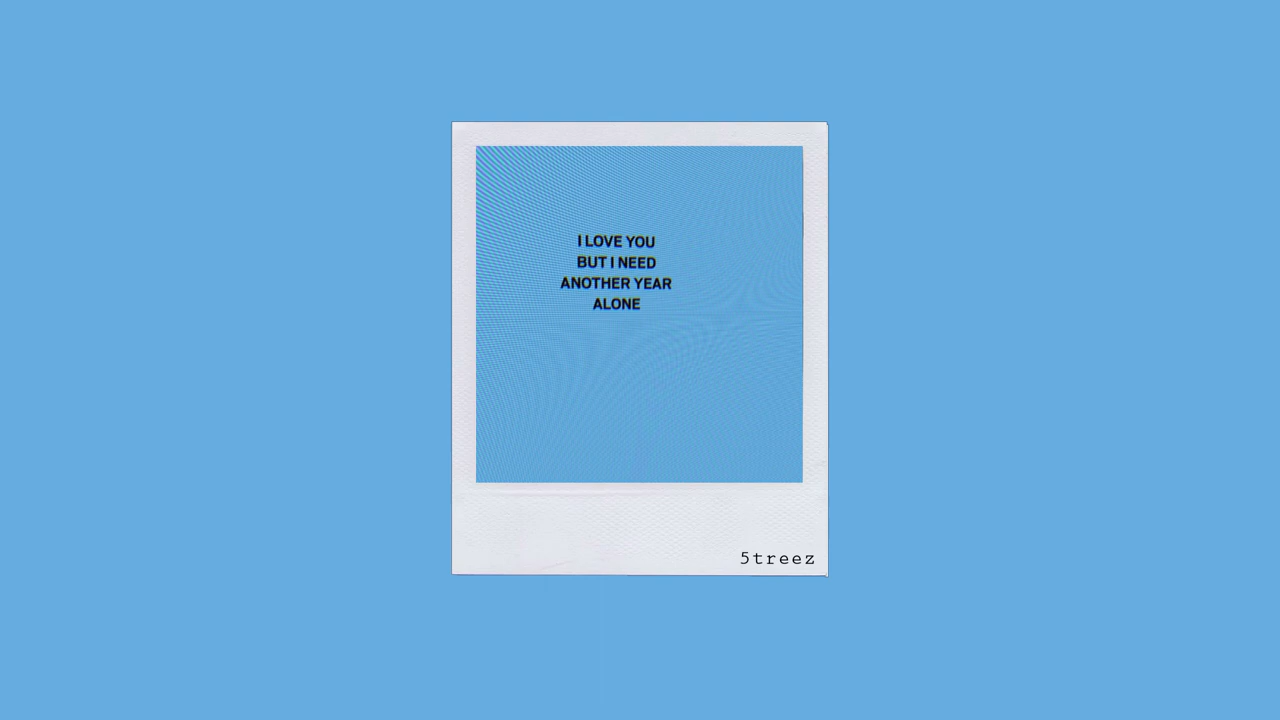 I LOVE YOU
BUT I NEED
ANOTHER YEAR
ALONE
5treez